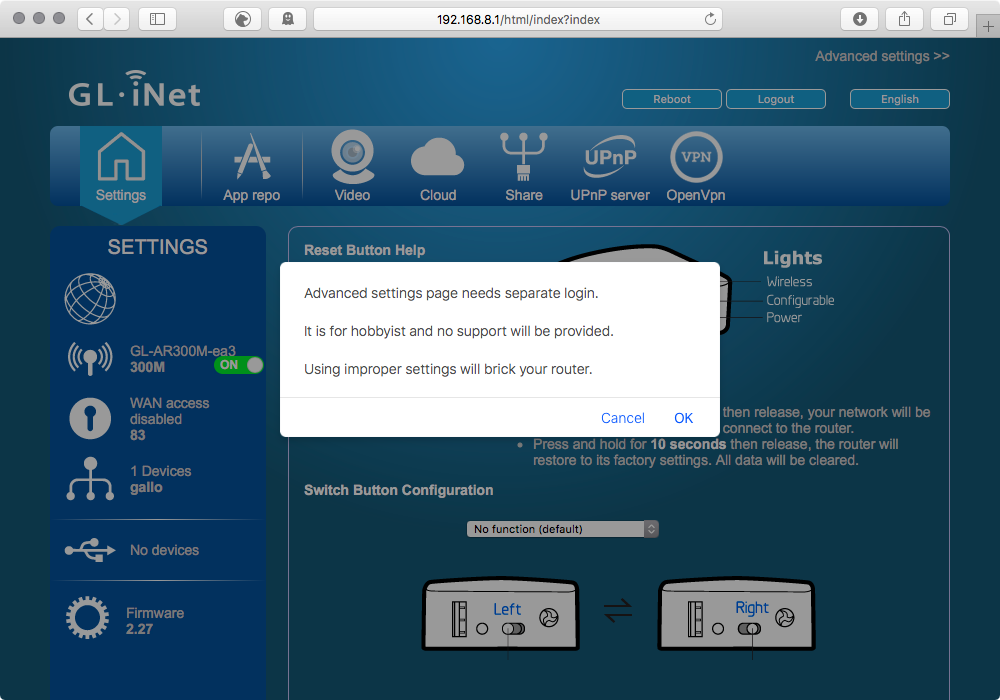 192.168.8.1/html/index?index
Advanced settings >>
GL·iNet
Reboot
Logout
English
Settings
App repo
Video
Cloud
Share
UPnP
UPnP server
VPN
OpenVpn
SETTINGS
GL-AR300M-ea3
300M
ON
WAN access
disabled
83
1 Devices
gallo
No devices
Firmware
2.27
Reset Button Help
Lights
Wireless
Configurable
Power
Advanced settings page needs separate login.
It is for hobbyist and no support will be provided.
Using improper settings will brick your router.
Cancel
OK
then release, your network will be
connect to the router.
• Press and hold for 10 seconds then release, the router will
restore to its factory settings. All data will be cleared.
Switch Button Configuration
No function (default)
Left
Right